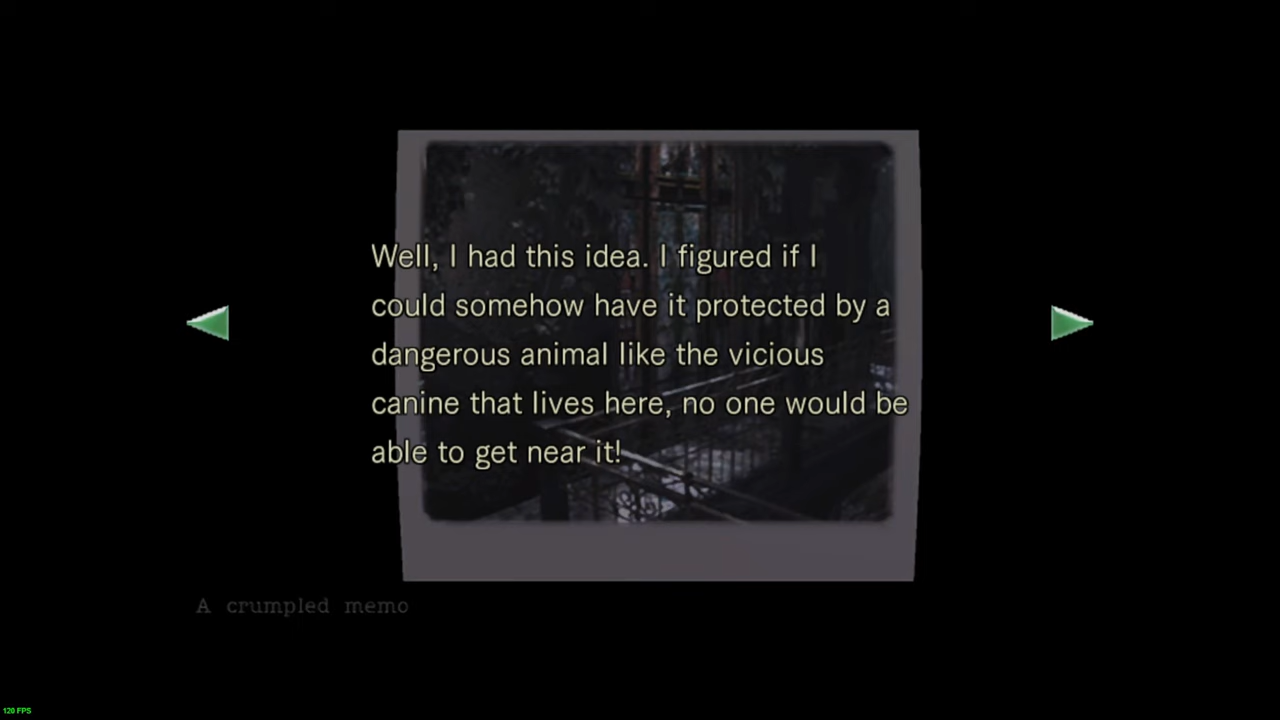 Well, I had this idea. I figured if I
could somehow have it protected by a
dangerous animal like the vicious
canine that lives here, no one would be
able to get near it!
A crumpled memo
120 FPS